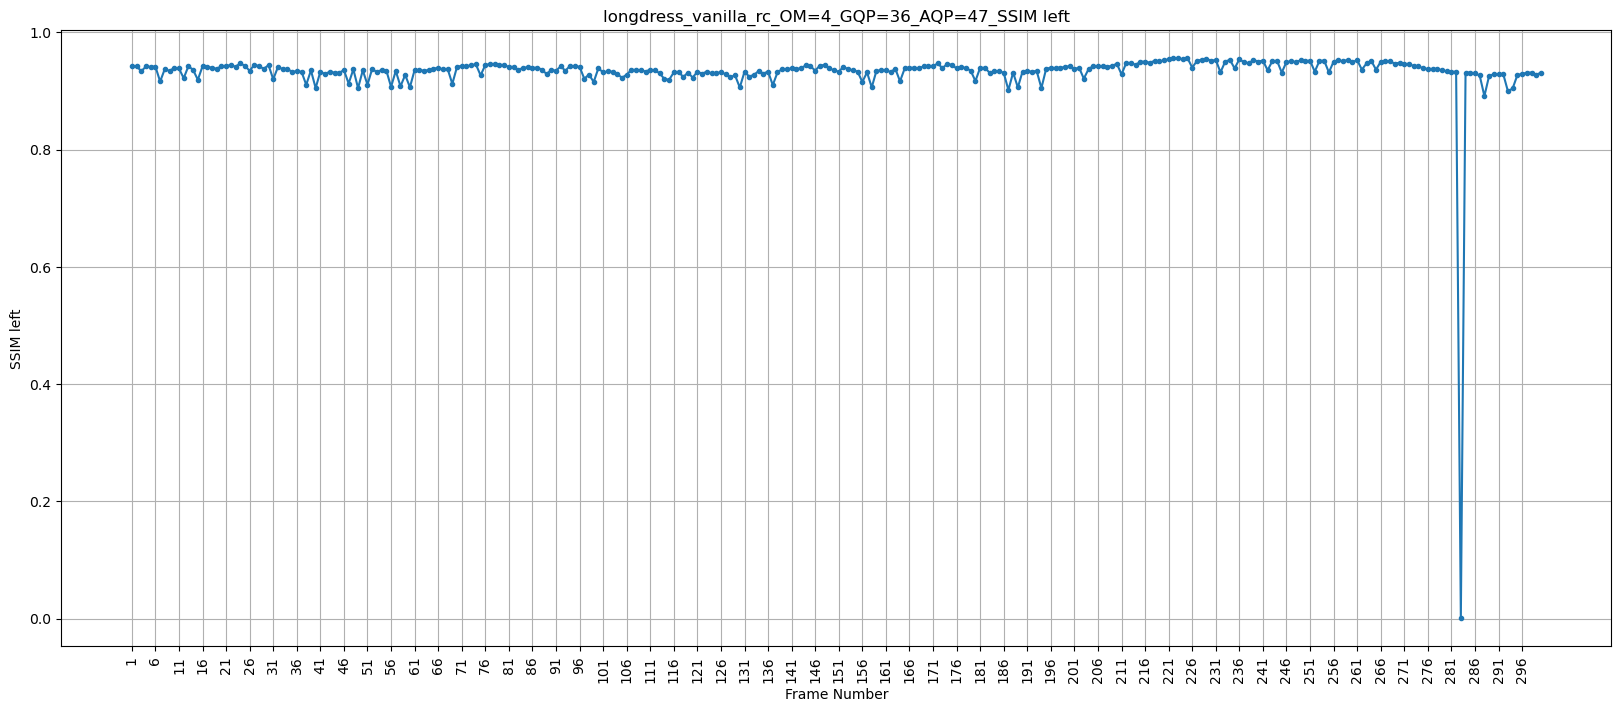 longdress_vanilla_rc_OM=4_GQP=36_AQP=47_SSIM left
1.0
0.8
0.6
0.4
0.2
0.0
SSIM left
1 6 11 16 21 26 31 36 41 46 51 56 61 66 71 76 81 86 91 96 101 106 111 116 121 126 131 136 141 146 151 156 161 166 171 176 181 186 191 196 201 206 211 216 221 226 231 236 241 246 251 256 261 266 271 276 281 286 291 296
Frame Number